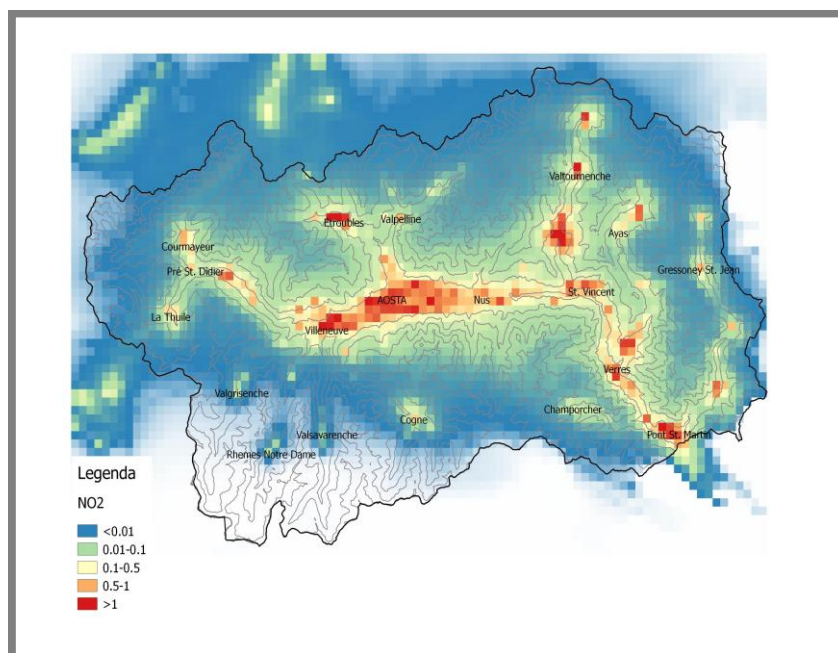 Valtournenche
Etroubles
Valpelline
Ayas
Courmayeur
Pré St. Didier
Gressoney St. Jean
La Thuile
AOSTA
Nus
St. Vincent
Villeneuve
Verres
Valgrisenche
Cogne
Champorcher
Valsavarenche
Pont St. Martin
Rhemes Notre Dame
Legenda
NO2
<0.01
0.01-0.1
0.1-0.5
0.5-1
>1